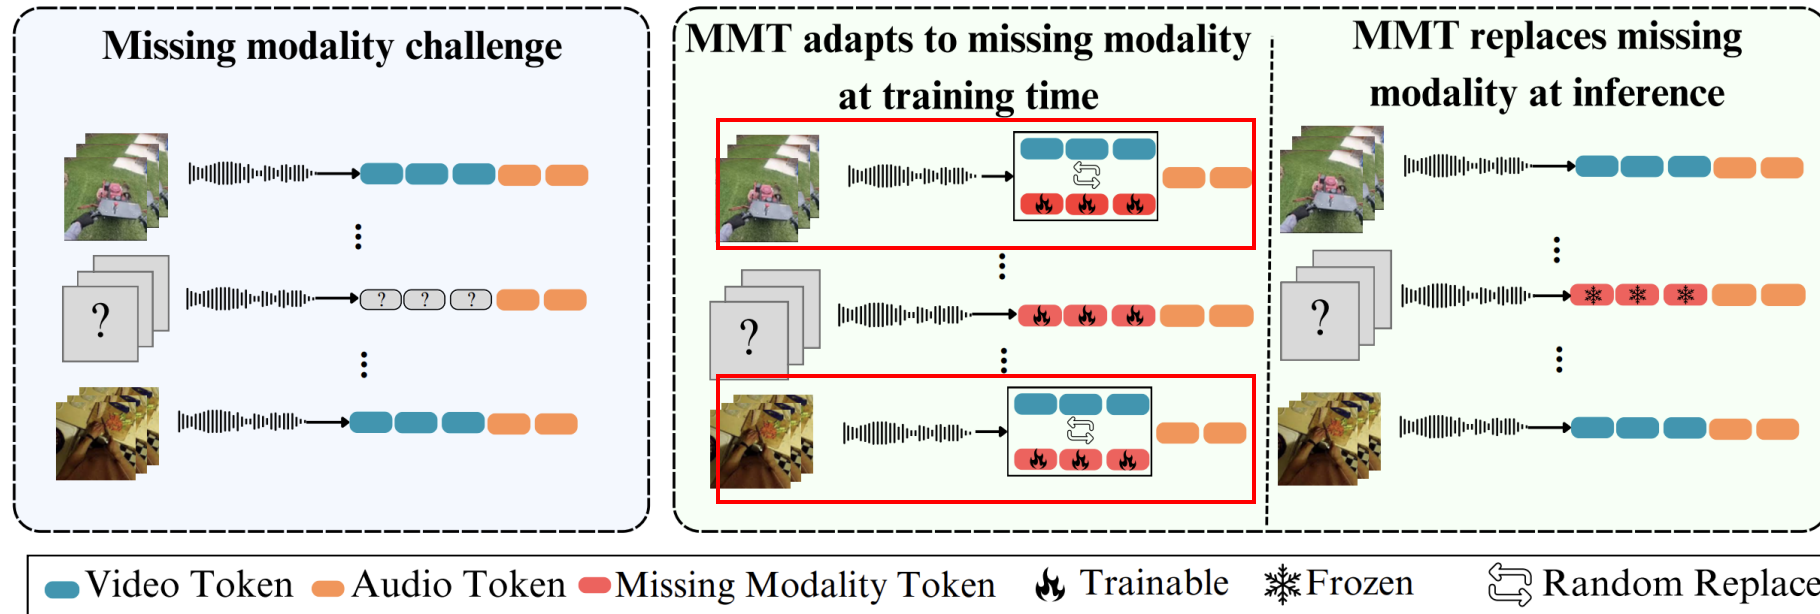 Missing modality challenge
MMT adapts to missing modality
at training time
MMT replaces missing
modality at inference
? ? ? ?
?
? 
Video Token Audio Token Missing Modality Token Trainable Frozen Random Replace